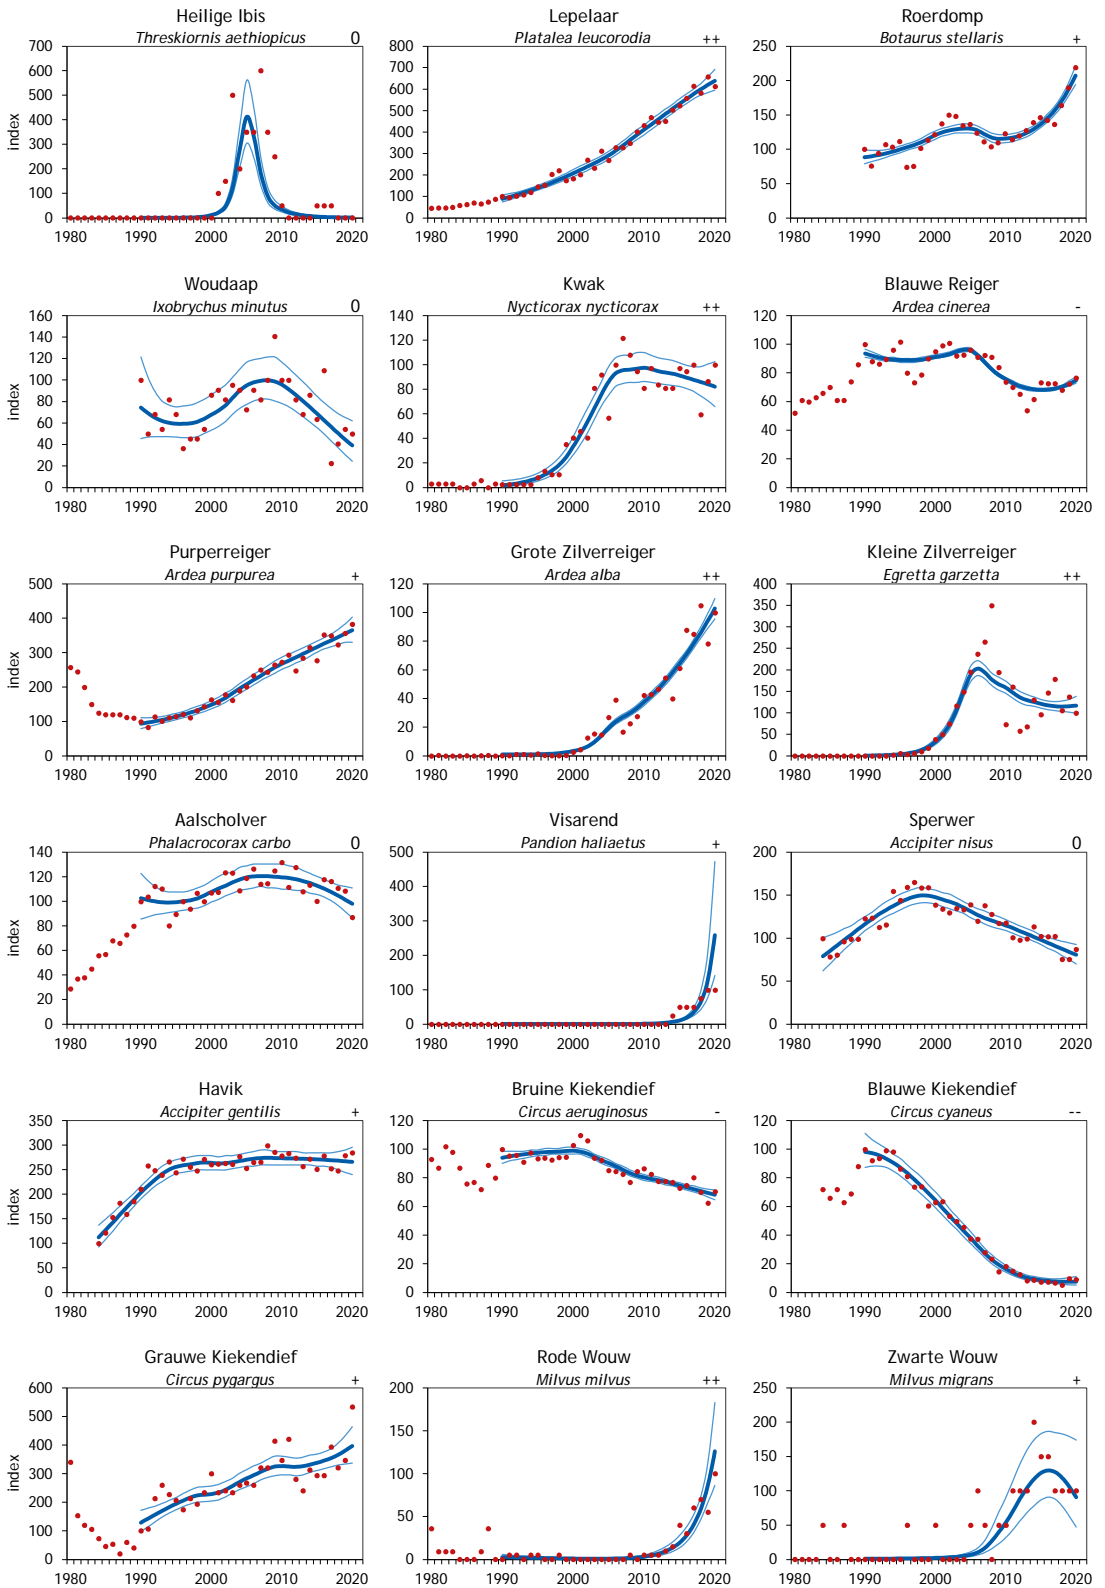 Heilige Ibis
Threskiornis aethiopicus 0
700
600
500
400
300
200
100
0
index
1980 1990 2000 2010 2020
Lepelaar
Platalea leucorodia ++
800
700
600
500
400
300
200
100
0
1980 1990 2000 2010 2020
Roerdomp
Botaurus stellaris +
250
200
150
100
50
0
1980 1990 2000 2010 2020
Woudaap
Ixobrychus minutus 0
160
140
120
100
80
60
40
20
0
index
1980 1990 2000 2010 2020
Kwak
Nycticorax nycticorax ++
140
120
100
80
60
40
20
0
1980 1990 2000 2010 2020
Blauwe Reiger
Ardea cinerea -
120
100
80
60
40
20
0
1980 1990 2000 2010 2020
Purperreiger
Ardea purpurea +
500
400
300
200
100
0
index
1980 1990 2000 2010 2020
Grote Zilverreiger
Ardea alba ++
120
100
80
60
40
20
0
1980 1990 2000 2010 2020
Kleine Zilverreiger
Egretta garzetta ++
400
350
300
250
200
150
100
50
0
1980 1990 2000 2010 2020
Aalscholver
Phalacrocorax carbo 0
140
120
100
80
60
40
20
0
index
1980 1990 2000 2010 2020
Visarend
Pandion haliaetus +
500
400
300
200
100
0
1980 1990 2000 2010 2020
Sperwer
Accipiter nisus 0
200
150
100
50
0
1980 1990 2000 2010 2020
Havik
Accipiter gentilis +
350
300
250
200
150
100
50
0
index
1980 1990 2000 2010 2020
Bruine Kiekendief
Circus aeruginosus -
120
100
80
60
40
20
0
1980 1990 2000 2010 2020
Blauwe Kiekendief
Circus cyaneus --
120
100
80
60
40
20
0
1980 1990 2000 2010 2020
Grauwe Kiekendief
Circus pygargus +
600
500
400
300
200
100
0
index
1980 1990 2000 2010 2020
Rode Wouw
Milvus milvus ++
200
150
100
50
0
1980 1990 2000 2010 2020
Zwarte Wouw
Milvus migrans +
250
200
150
100
50
0
1980 1990 2000 2010 2020